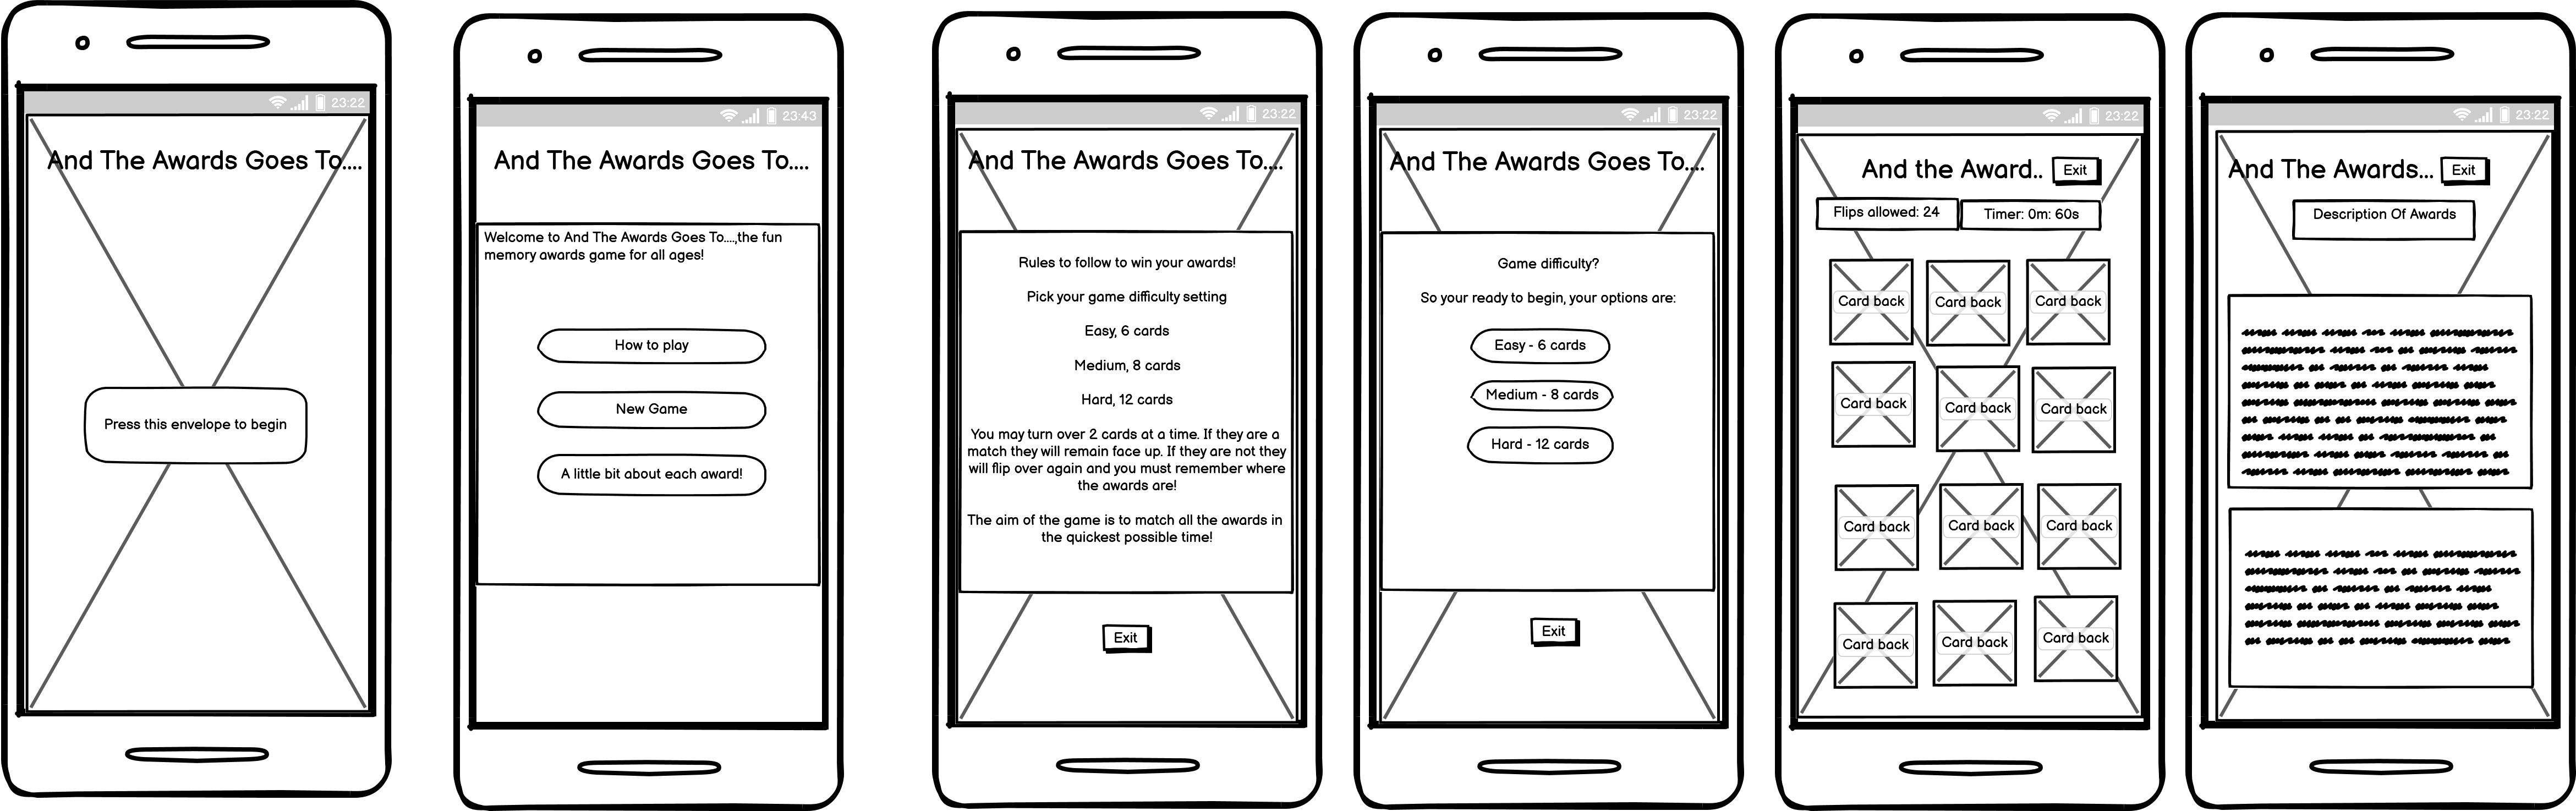 23:22
And The Awards Goes To....
Press this envelope to begin
23:43
And The Awards Goes To....
Welcome to And The Awards Goes To....,the fun
memory awards game for all ages!
How to play
New Game
A little bit about each award!
23:22
And The Awards Goes To....
Rules to follow to win your awards!
Pick your game difficulty setting
Easy, 6 cards
Medium, 8 cards
Hard, 12 cards
You may turn over 2 cards at a time. If they are a
match they will remain face up. If they are not they
will flip over again and you must remember where
the awards are!
The aim of the game is to match all the awards in
the quickest possible time!
Exit
23:22
And The Awards Goes To....
Game difficulty?
So your ready to begin, your options are:
Easy - 6 cards
Medium - 8 cards
Hard - 12 cards
Exit
23:22
And the Award.. Exit
Flips allowed: 24 Timer: 0m: 60s
Card back Card back Card back
Card back Card back Card back
Card back Card back Card back
Card back Card back Card back
23:22
And The Awards... Exit
Description Of Awards